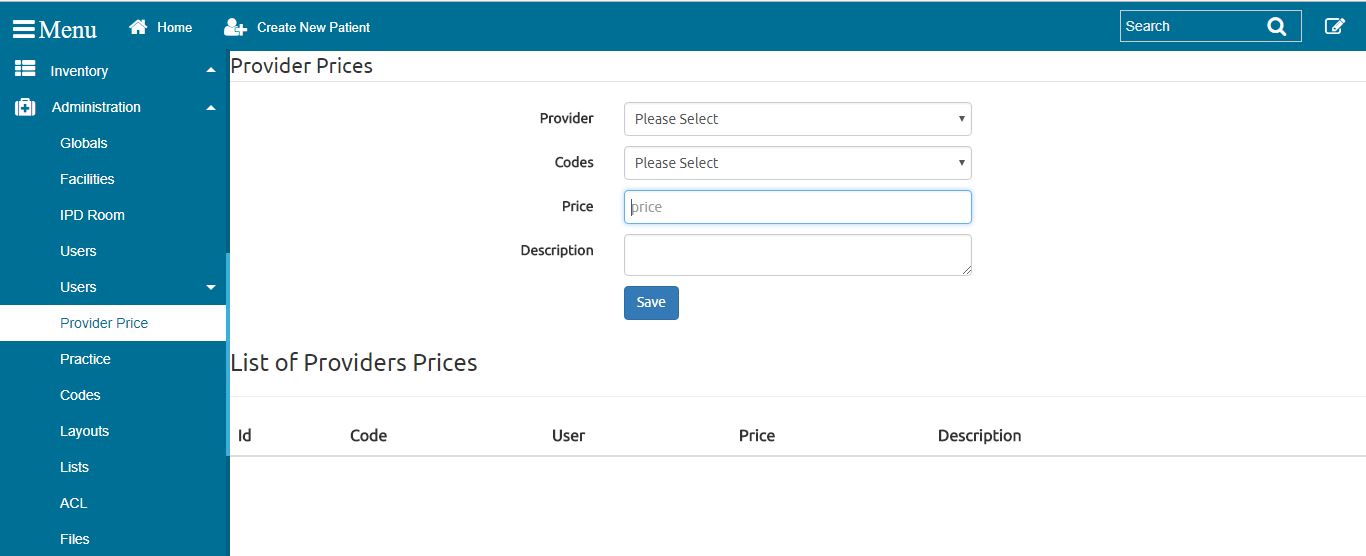 Menu Home Create New Patient Search
Inventory
Administration
Globals
Facilities
IPD Room
Users
Users
Provider Price
Practice
Codes
Layouts
Lists
ACL
Files
Provider Prices
Provider Please Select
Codes Please Select
Price price
Description
Save
List of Providers Prices
Id Code User Price Description